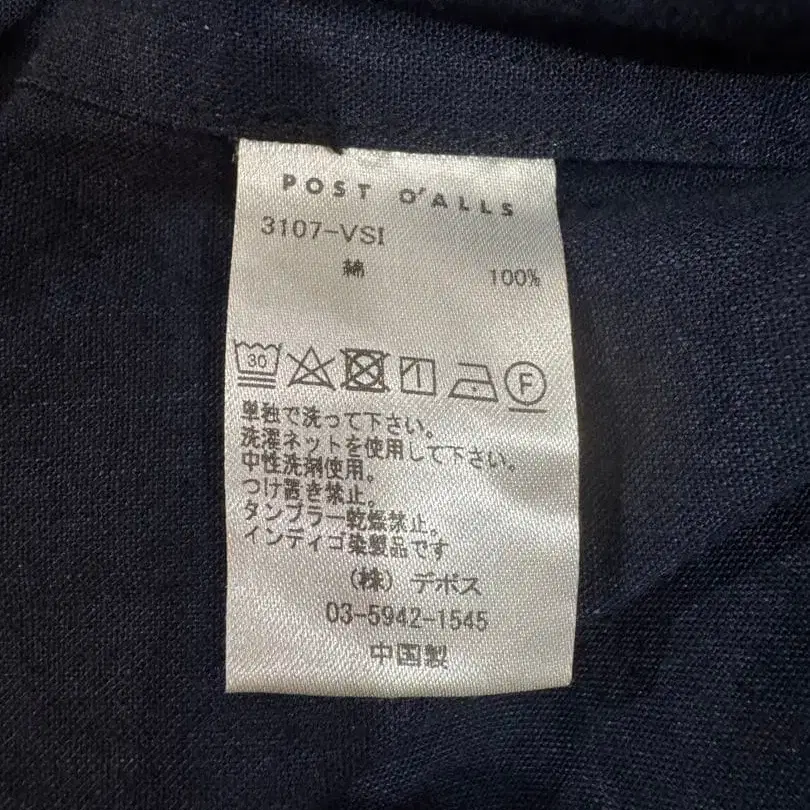 POST O'ALLS
3107-VSI
綿 100%
30
F
単独で洗って下さい。
洗濯ネットを使用して下さい。
中性洗剤使用。
つけ置き禁止。
タンブラー乾燥禁止。
インディゴ染製品です
(株) デポス
03-5942-1545
中国製